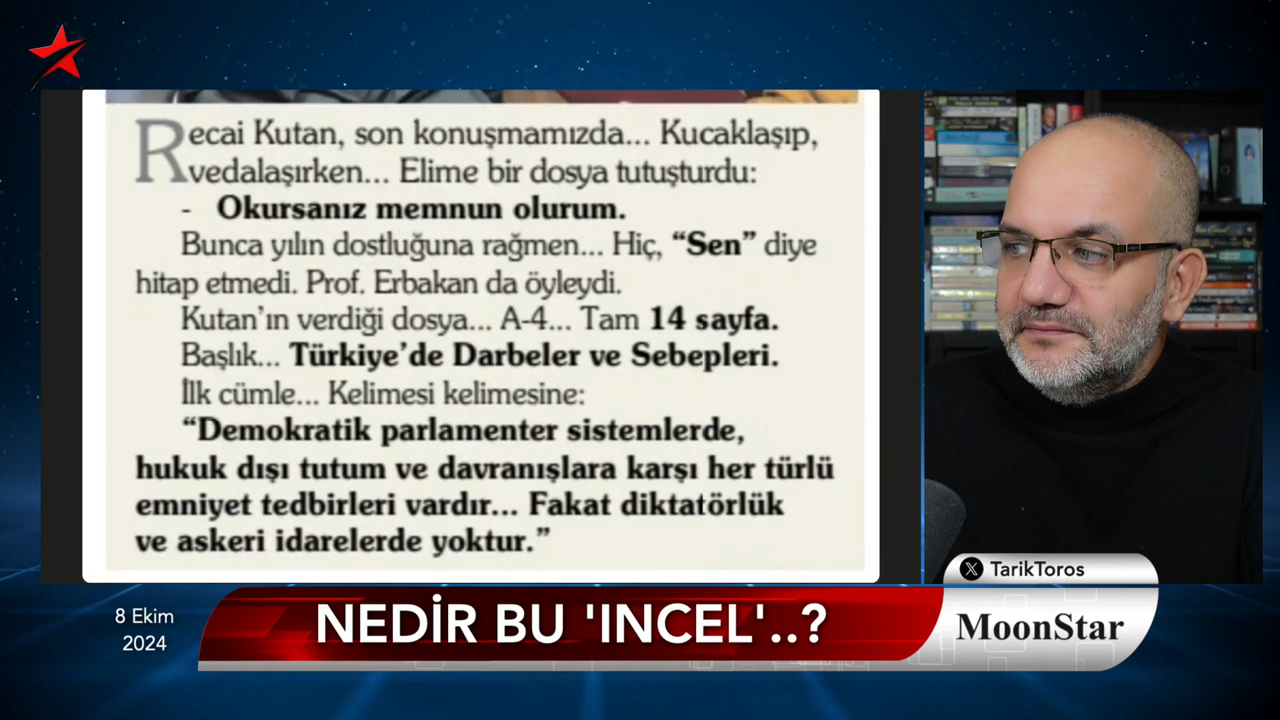 Recai Kutan, son konuşmamızda... Kucaklaşıp,
vedalaşırken... Elime bir dosya tutuşturdu:
- Okursanız memnun olurum.
Bunca yılın dostluğuna rağmen... Hiç, “Sen” diye
hitap etmedi. Prof. Erbakan da öyleydi.
Kutan’ın verdiği dosya... A-4... Tam 14 sayfa.
Başlık... Türkiye’de Darbeler ve Sebepleri.
İlk cümle... Kelimesi kelimesine:
“Demokratik parlamenter sistemlerde,
hukuk dışı tutum ve davranışlara karşı her türlü
emniyet tedbirleri vardır... Fakat diktatörlük
ve askeri idarelerde yoktur.”
X TarikToros
8 Ekim
2024
NEDİR BU 'INCEL'..?
MoonStar